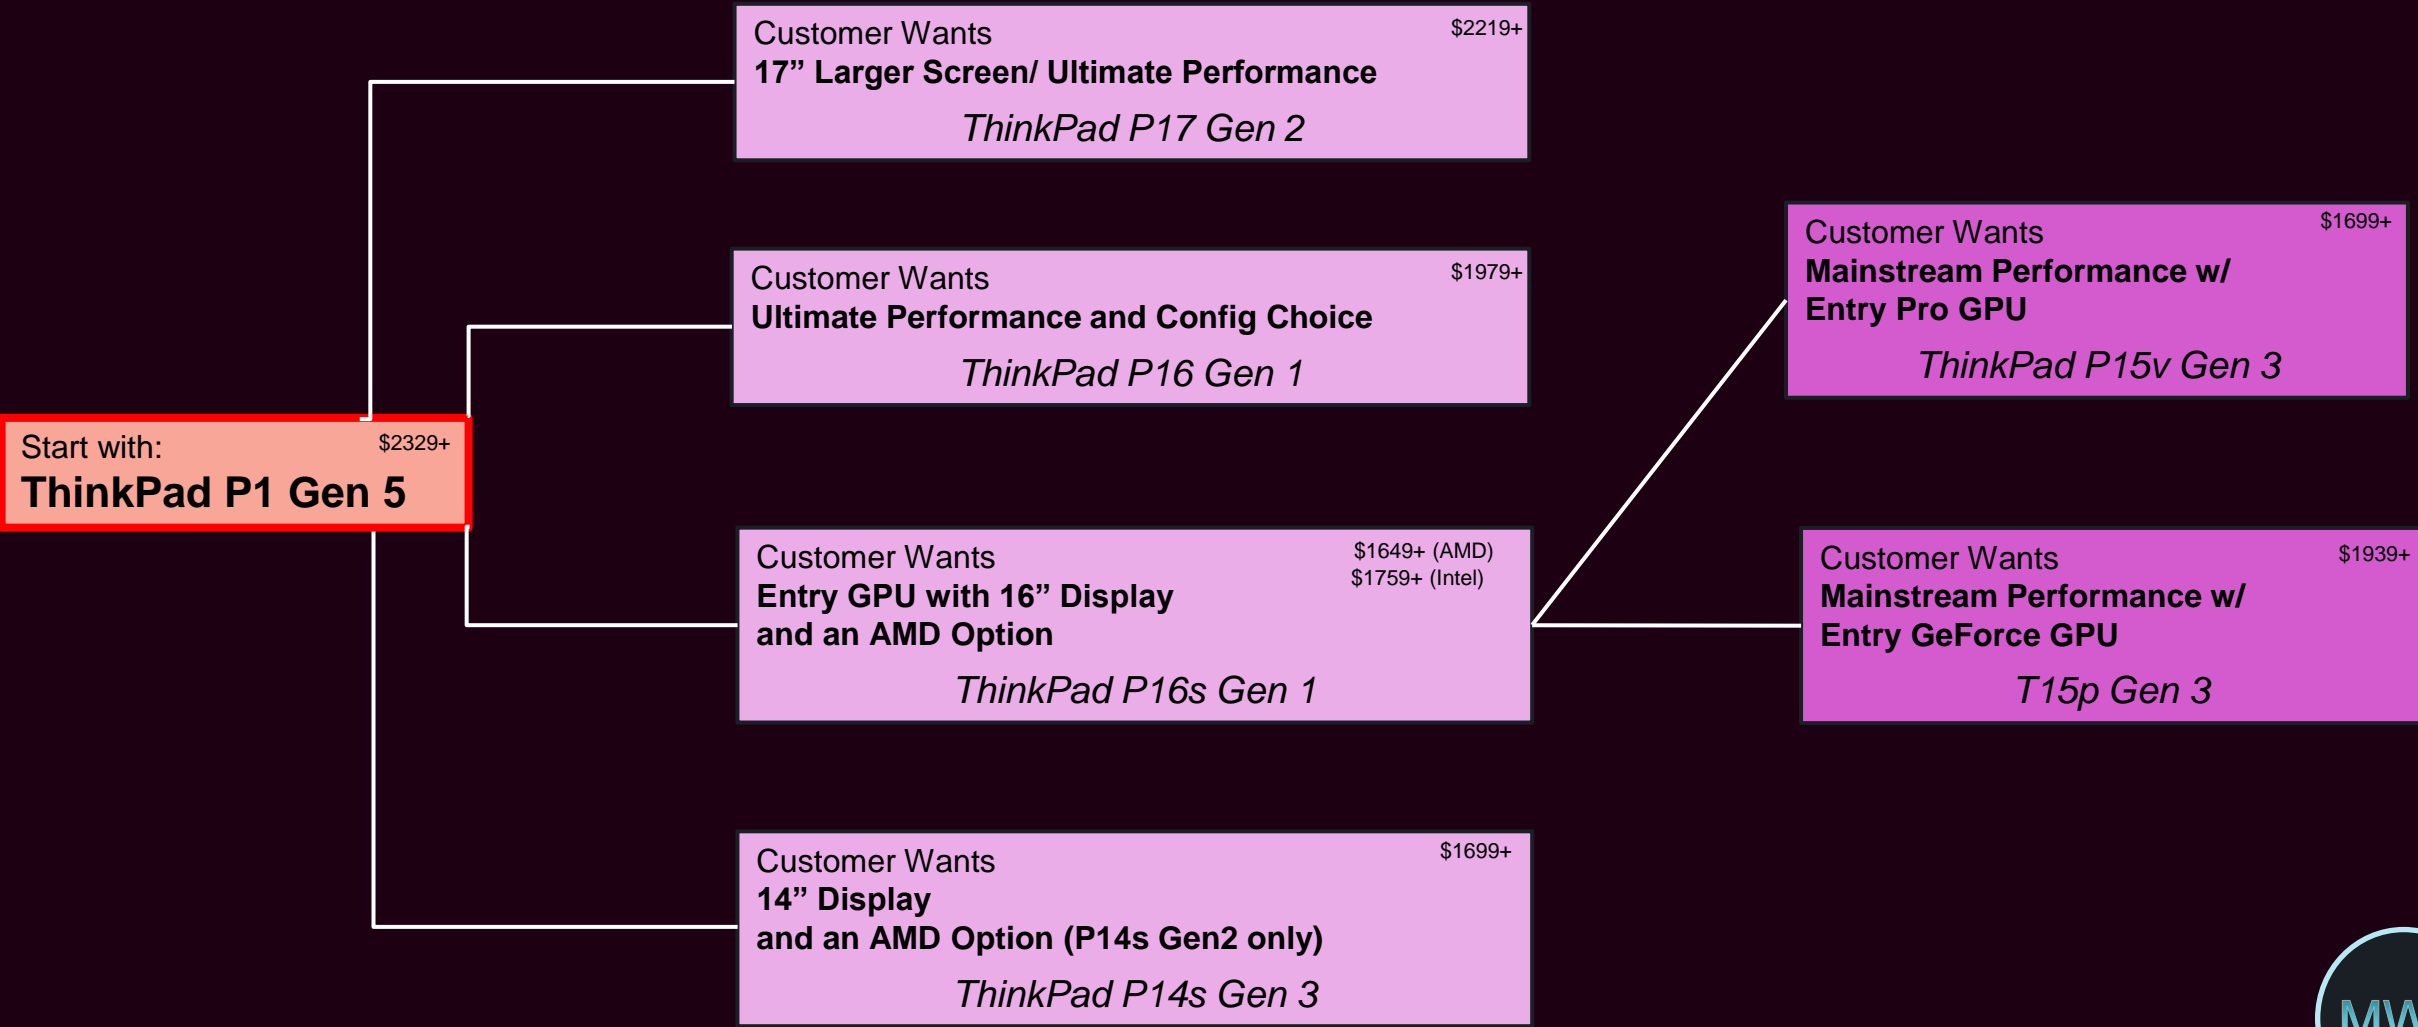 Customer Wants $2219+
17” Larger Screen/ Ultimate Performance
ThinkPad P17 Gen 2
Customer Wants $1979+
Ultimate Performance and Config Choice
ThinkPad P16 Gen 1
Customer Wants $1699+
Mainstream Performance w/
Entry Pro GPU
ThinkPad P15v Gen 3
Start with: $2329+
ThinkPad P1 Gen 5
Customer Wants $1649+ (AMD)
$1759+ (Intel)
Entry GPU with 16” Display
and an AMD Option
ThinkPad P16s Gen 1
Customer Wants $1939+
Mainstream Performance w/
Entry GeForce GPU
T15p Gen 3
Customer Wants $1699+
14” Display
and an AMD Option (P14s Gen2 only)
ThinkPad P14s Gen 3